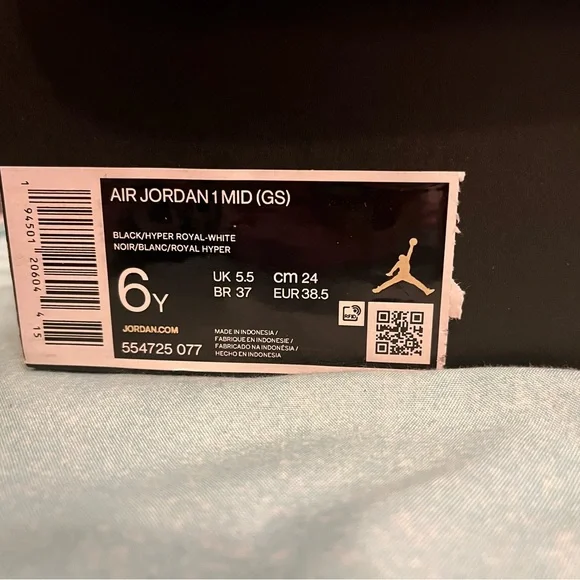 AIR JORDAN 1 MID (GS)
BLACK/HYPER ROYAL-WHITE
NOIR/BLANC/ROYAL HYPER
6Y
UK 5.5 cm 24
BR 37 EUR 38.5
JORDAN.COM
554725 077
MADE IN INDONESIA/
FABRIQUE EN INDONESIE/
FABRICADO NA INDONÉSIA/
HECHO EN INDONESIA
RFID
1 94501 20604 4 15